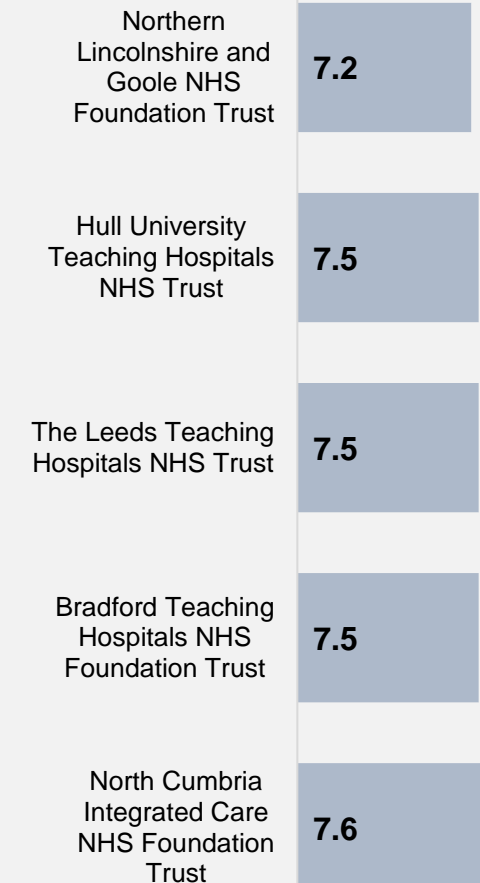 Northern
Lincolnshire and
Goole NHS
Foundation Trust
7.2
Hull University
Teaching Hospitals
NHS Trust
7.5
The Leeds Teaching
Hospitals NHS Trust
7.5
Bradford Teaching
Hospitals NHS
Foundation Trust
7.5
North Cumbria
Integrated Care
NHS Foundation
Trust
7.6